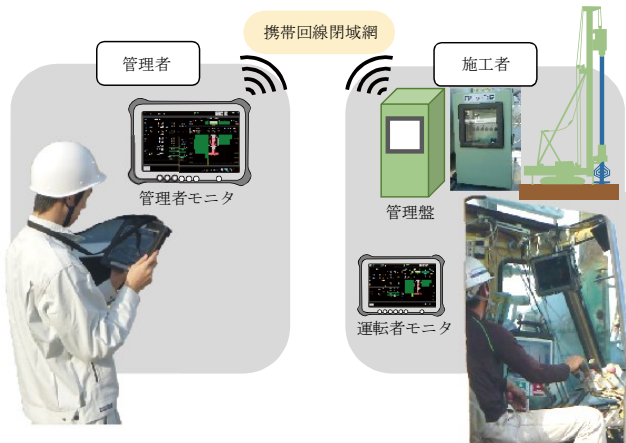 携帯回線閉域網
管理者
施工者
管理者モニタ
管理盤
運転者モニタ